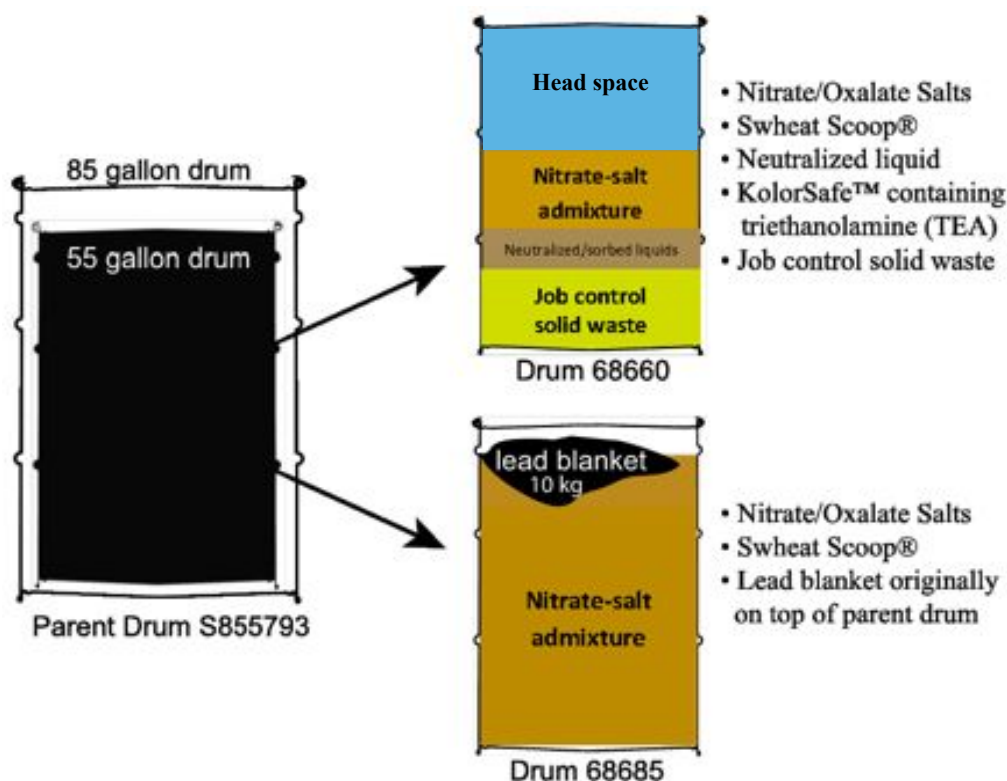 85 gallon drum
55 gallon drum
Parent Drum S855793
Head space
Nitrate-salt
admixture
Neutralized/sorbed liquids
Job control
solid waste
Drum 68660
• Nitrate/Oxalate Salts
• Swheat Scoop®
• Neutralized liquid
• KolorSafe™ containing
triethanolamine (TEA)
• Job control solid waste
lead blanket
10 kg
Nitrate-salt
admixture
Drum 68685
• Nitrate/Oxalate Salts
• Swheat Scoop®
• Lead blanket originally
on top of parent drum